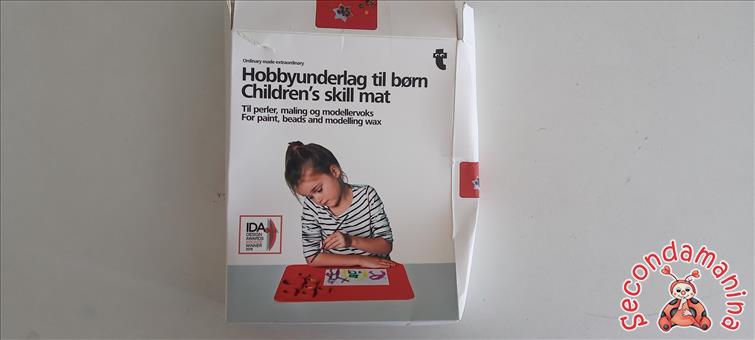 t
Ordinary made extraordinary
Hobbyunderlag til børn
Children's skill mat
Til perler, maling og modellervoks
For paint, beads and modelling wax
IDA
DESIGN
AWARDS
WINNER
Secondamanina